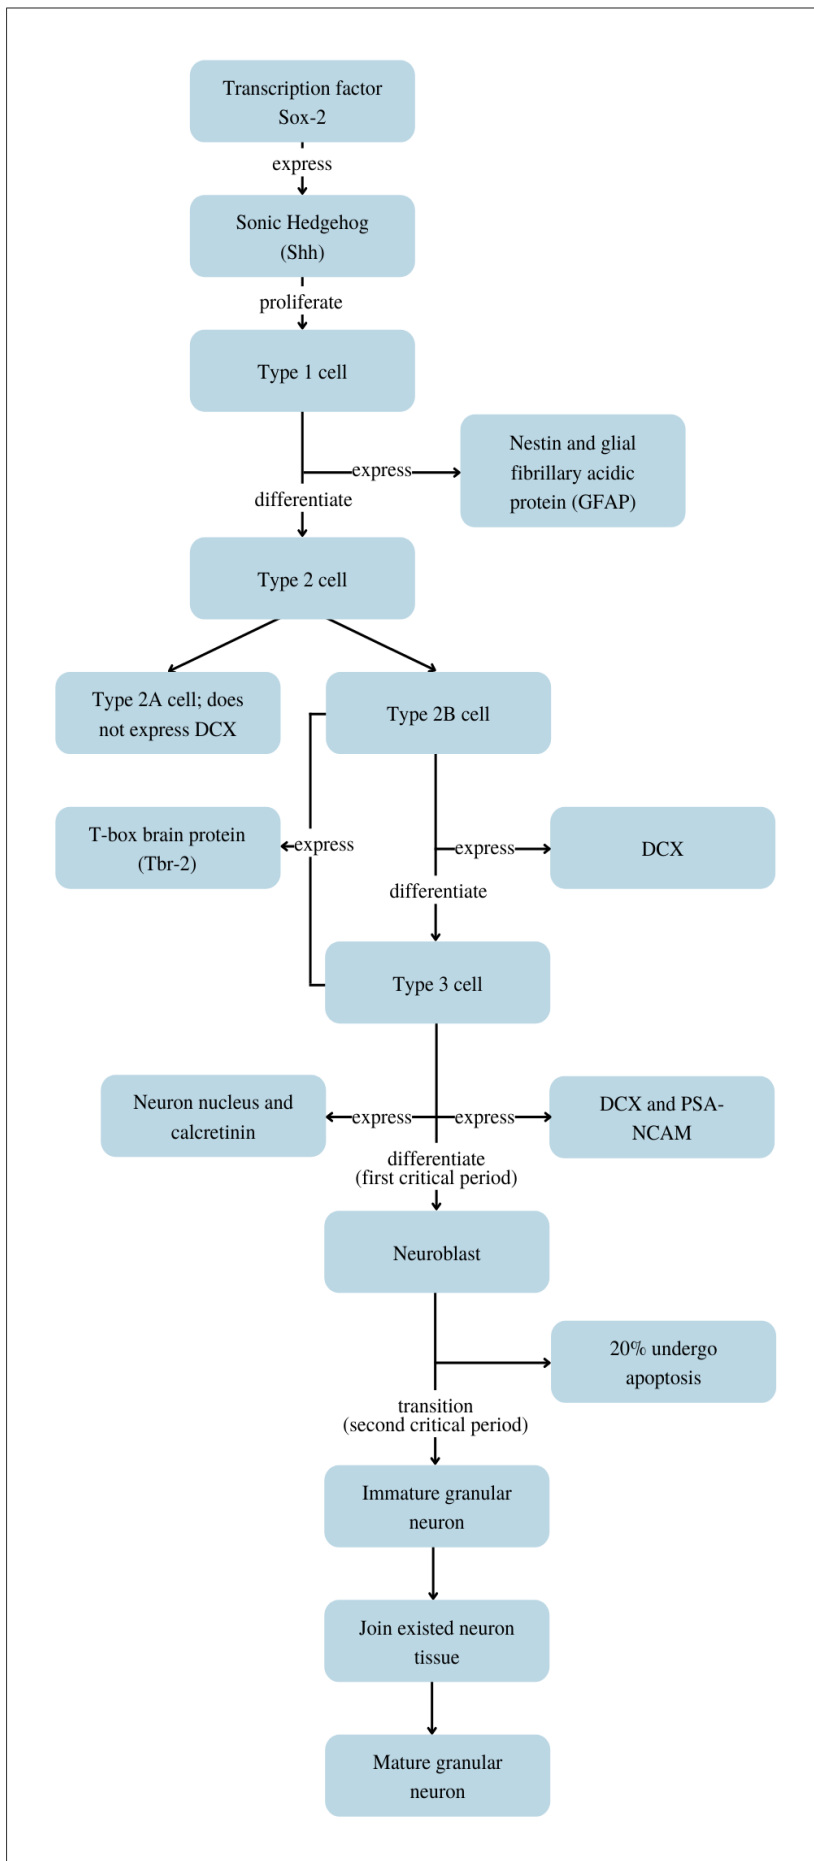 Transcription factor
Sox-2
express
Sonic Hedgehog
(Shh)
proliferate
Type 1 cell
Nestin and glial
fibrillary acidic
protein (GFAP)
express
differentiate
Type 2 cell
Type 2A cell; does
not express DCX
Type 2B cell
T-box brain protein
(Tbr-2)
express
express
DCX
differentiate
Type 3 cell
Neuron nucleus and
calcretinin
express
express
DCX and PSA-
NCAM
differentiate
(first critical period)
Neuroblast
20% undergo
apoptosis
transition
(second critical period)
Immature granular
neuron
Join existed neuron
tissue
Mature granular
neuron